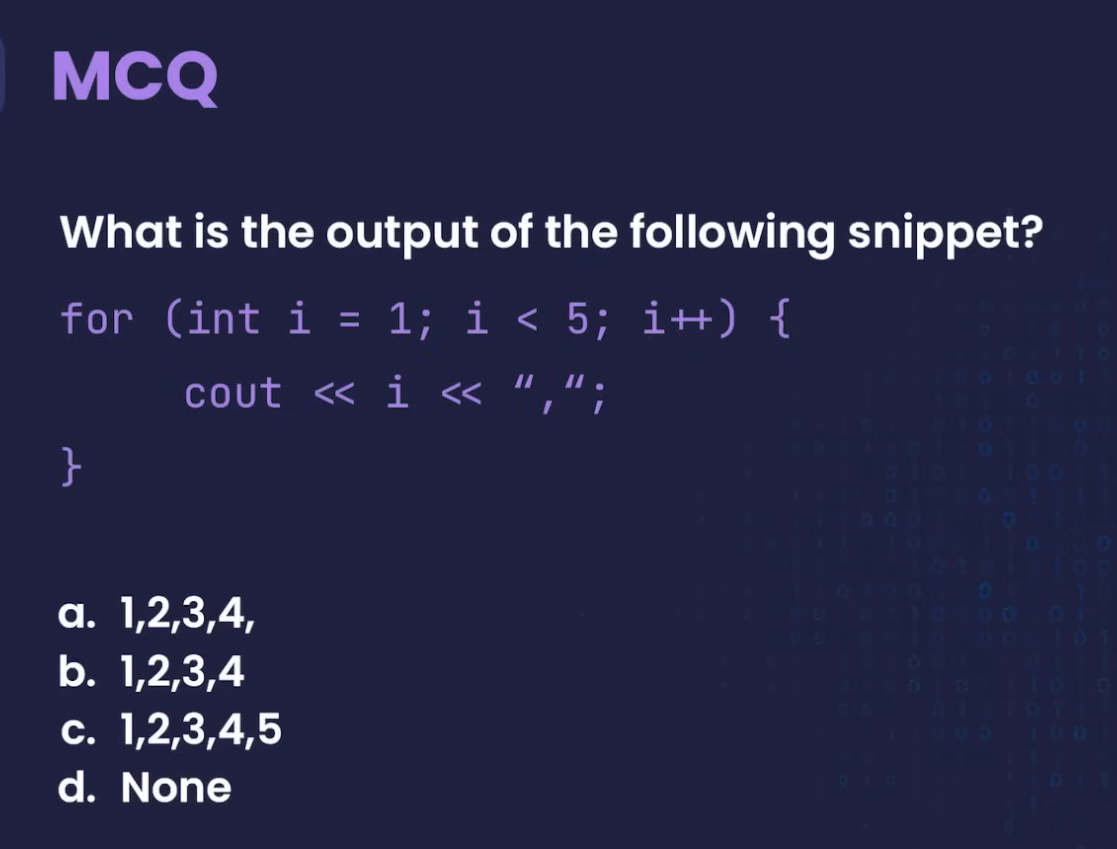 MCQ
What is the output of the following snippet?
for (int i = 1; i < 5; i++) {
cout << i << “,“;
}
a. 1,2,3,4,
b. 1,2,3,4
c. 1,2,3,4,5
d. None